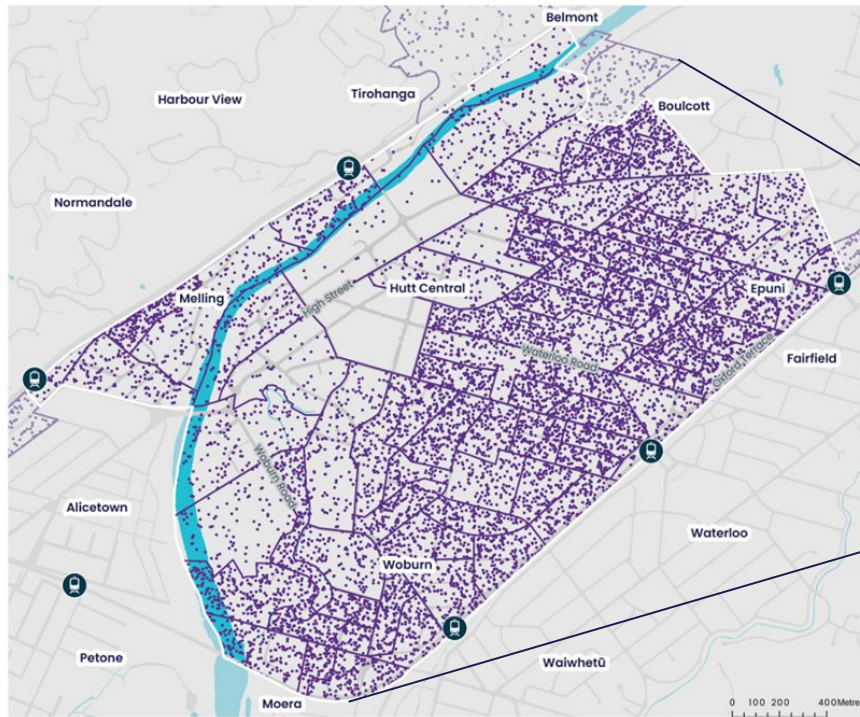 Belmont
Harbour View
Tirohanga
Boulcott
Normandale
Melling
High Street
Hutt Central
Epuni
Waterloo Road
Oxford Terrace
Fairfield
Woburn Road
Alicetown
Waterloo
Woburn
Petone
Waiwhetū
Moera
0 100 200 400 Metre